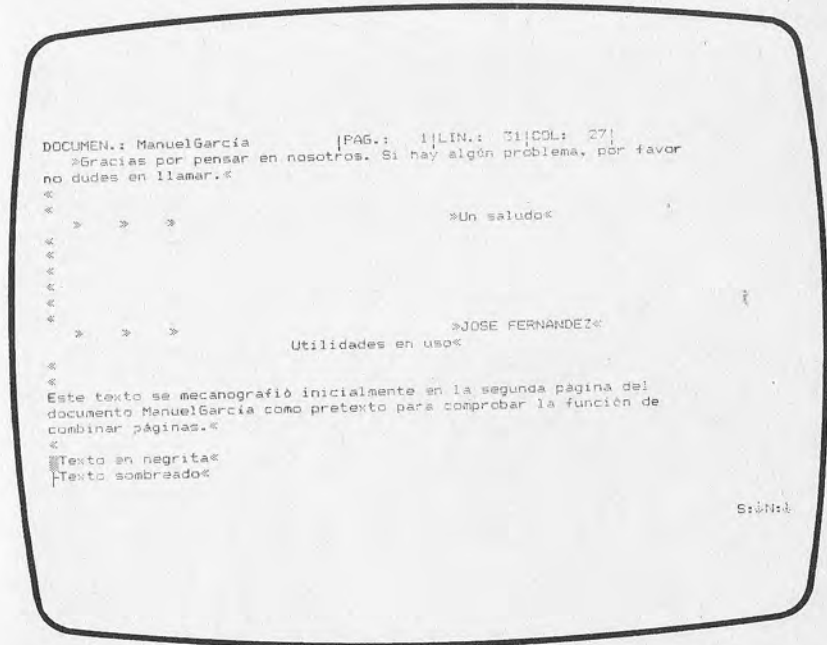 DOCUMEN.: ManuelGarcía |PAG.: 1|LIN.: 31|COL: 27|
»Gracias por pensar en nosotros. Si hay algún problema, por favor
no dudes en llamar.«
«
«
» » » »Un saludo«
«
«
«
«
«
«
» » » »JOSE FERNANDEZ«
Utilidades en uso«
«
«
Este texto se mecanografió inicialmente en la segunda página del
documento ManuelGarcía como pretexto para comprobar la función de
combinar páginas.«
«
Texto en negrita«
Texto sombreado«
S:↓N:↓